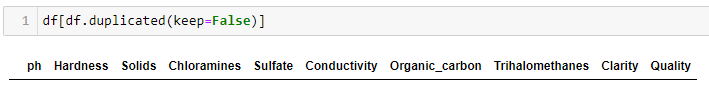 1 df[df.duplicated(keep=False)]
ph Hardness Solids Chloramines Sulfate Conductivity Organic_carbon Trihalomethanes Clarity Quality